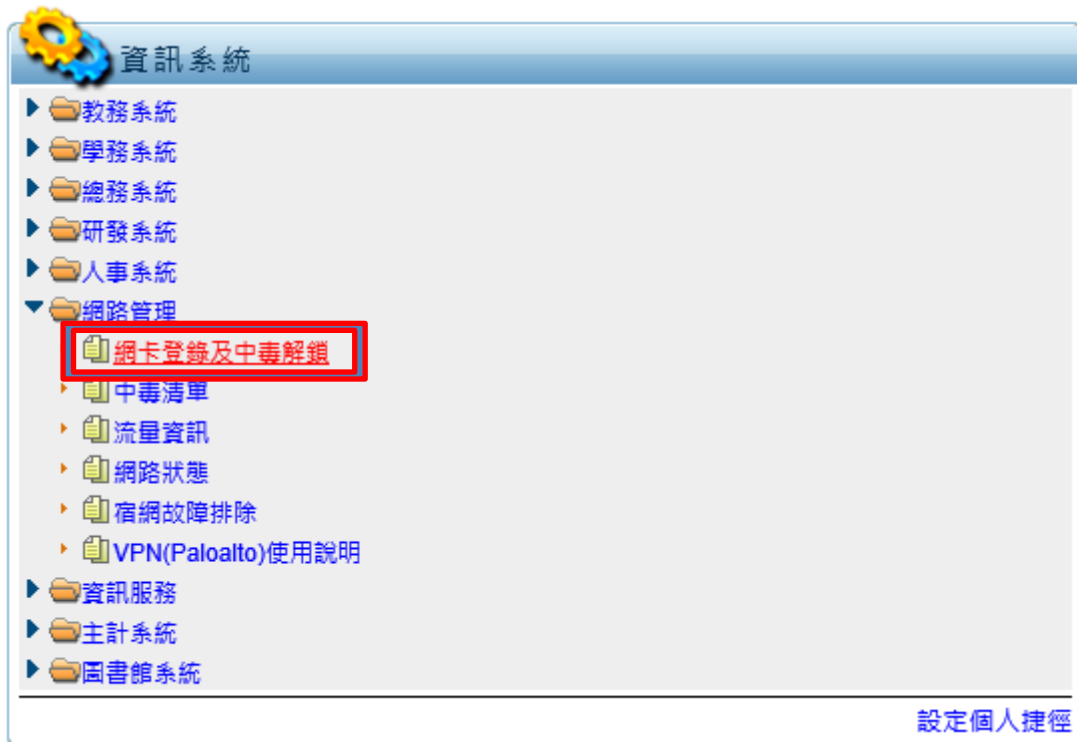 資訊系統
教務系統
學務系統
總務系統
研發系統
人事系統
網路管理
網卡登錄及中毒解鎖
中毒清單
流量資訊
網路狀態
宿網故障排除
VPN(Paloalto)使用說明
資訊服務
主計系統
圖書館系統
設定個人捷徑